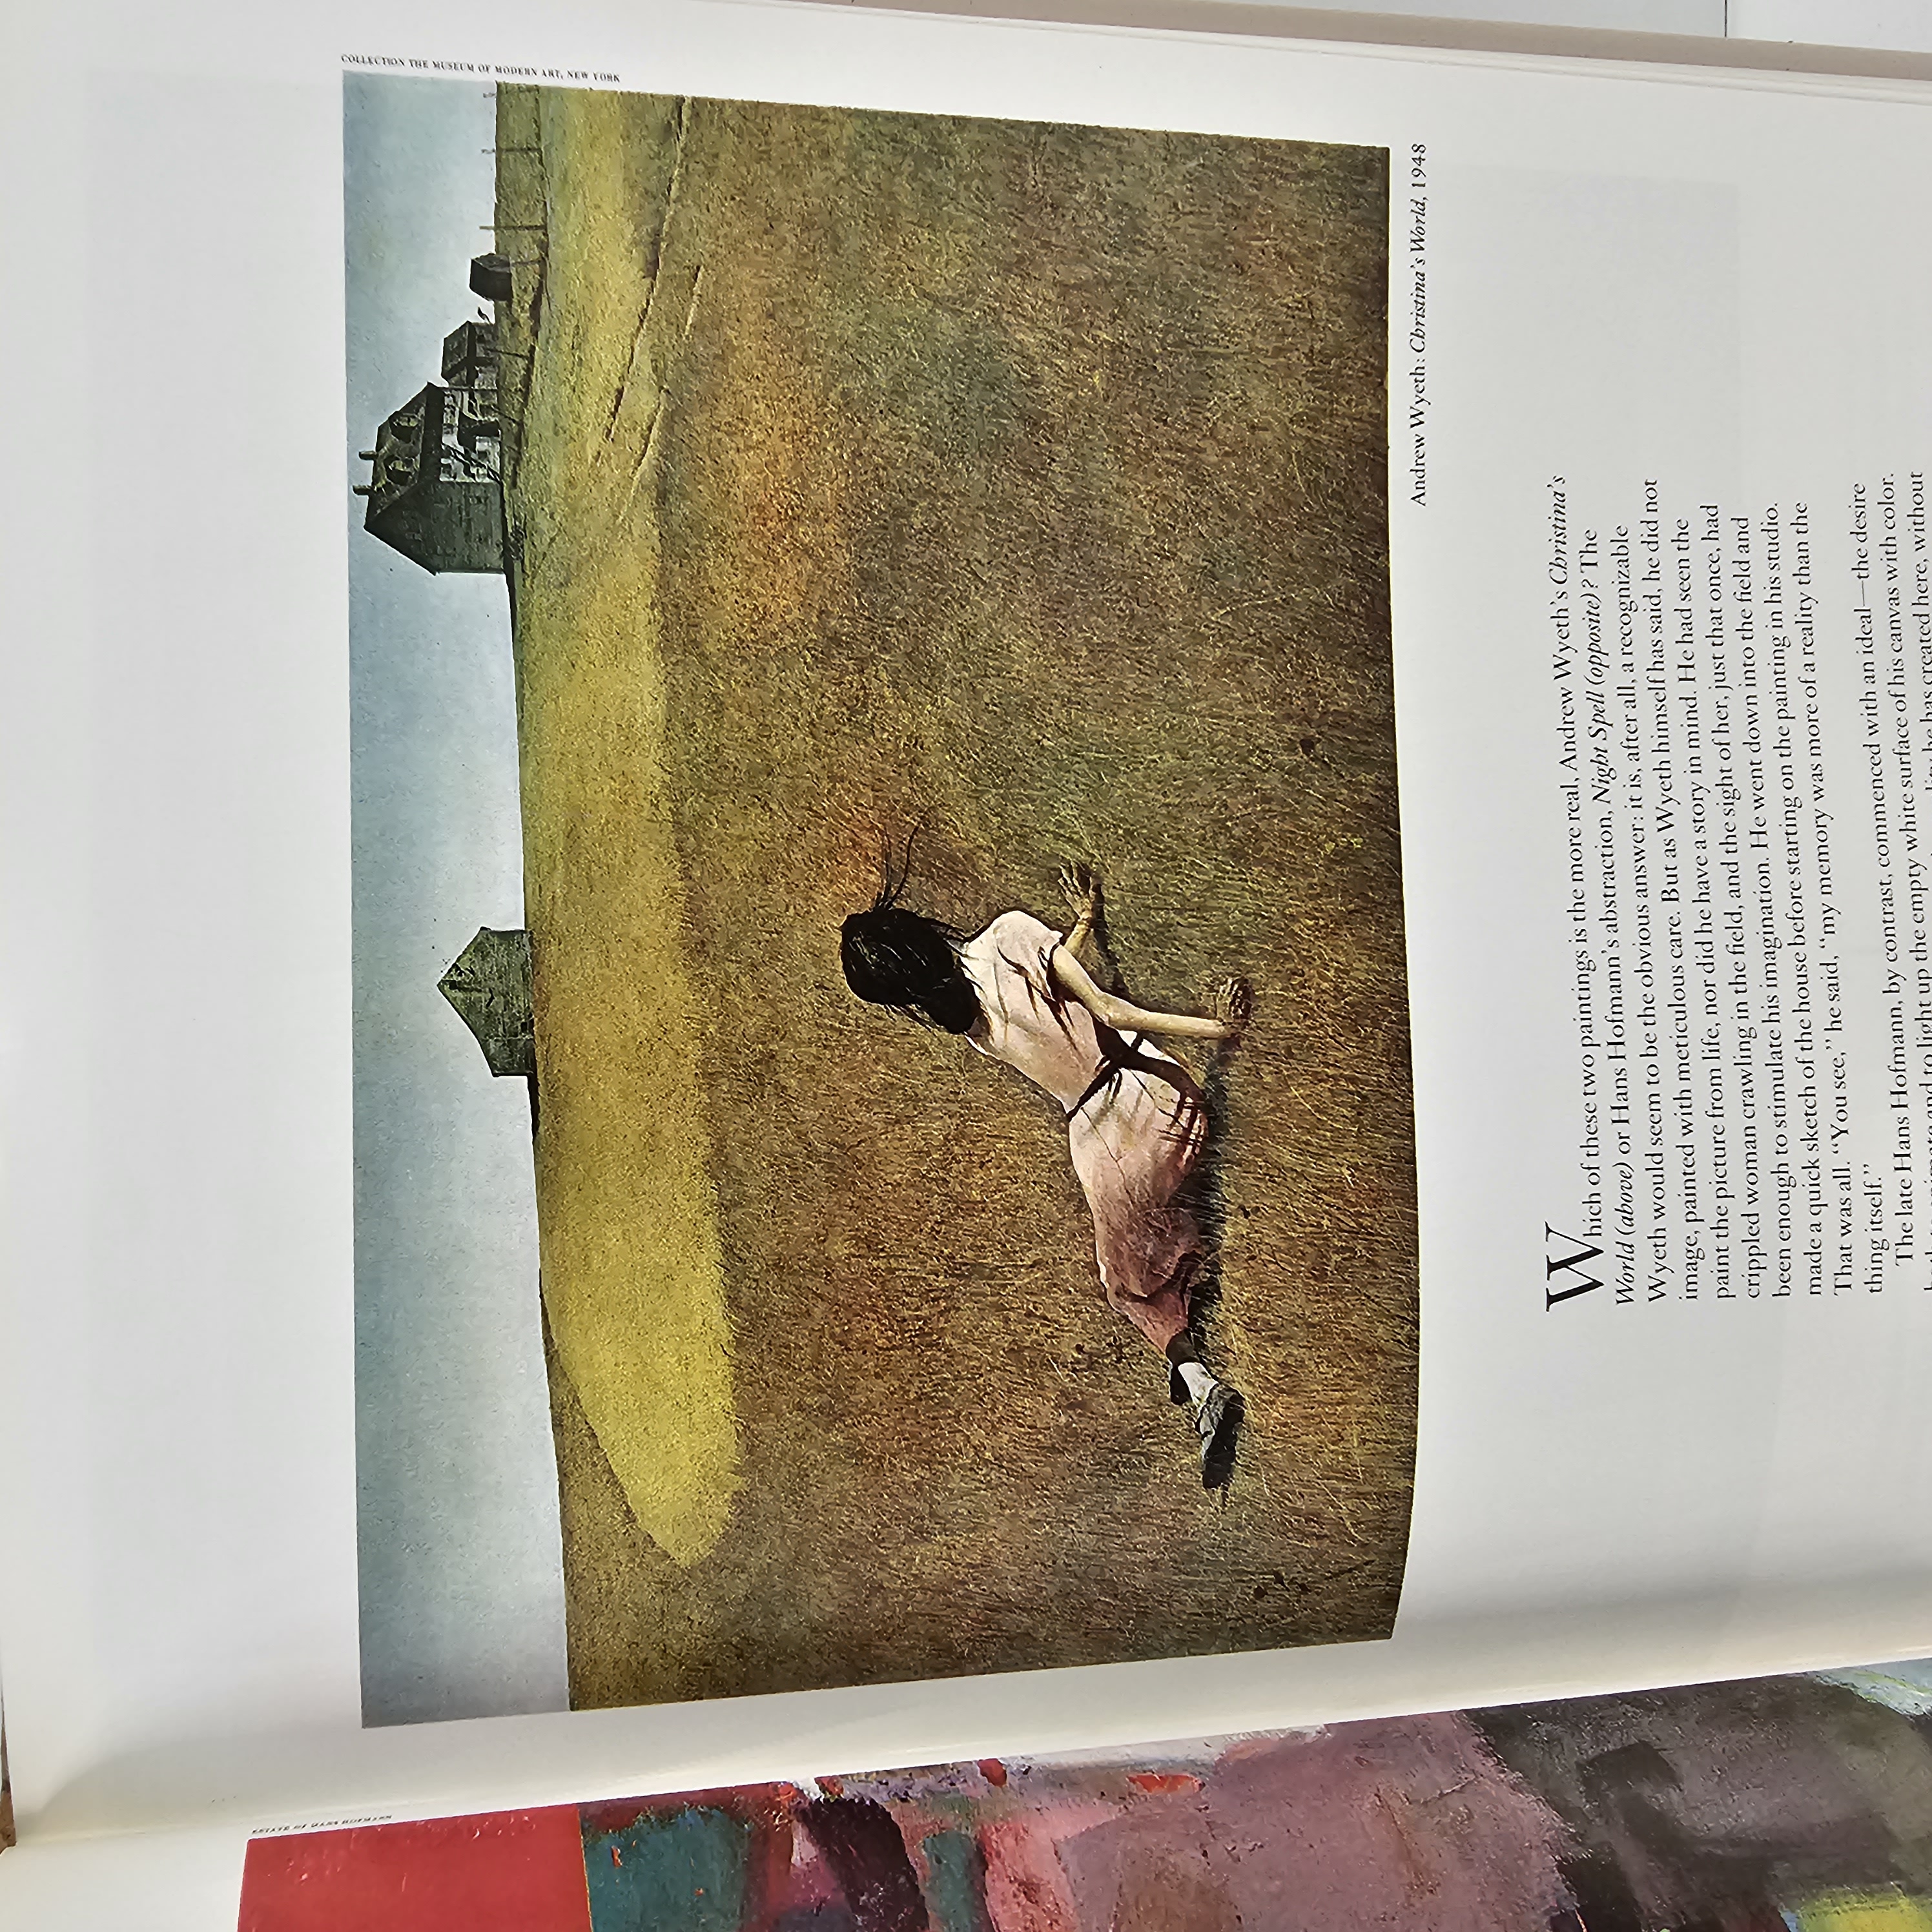 ESTATE OF HANS HOFMANN
COLLECTION THE MUSEUM OF MODERN ART, NEW YORK
Andrew Wyeth: Christina's World, 1948
Which of these two paintings is the more real, Andrew Wyeth's Christina's
World (above) or Hans Hofmann's abstraction, Night Spell (opposite)? The
Wyeth would seem to be the obvious answer: it is, after all, a recognizable
image, painted with meticulous care. But as Wyeth himself has said, he did not
paint the picture from life, nor did he have a story in mind. He had seen the
crippled woman crawling in the field, and the sight of her, just that once, had
been enough to stimulate his imagination. He went down into the field and
made a quick sketch of the house before starting on the painting in his studio.
That was all. “You see,” he said, “my memory was more of a reality than the
thing itself.”
The late Hans Hofmann, by contrast, commenced with an ideal—the desire
both to animate and to light up the empty white surface of his canvas with color.
he has created here, without